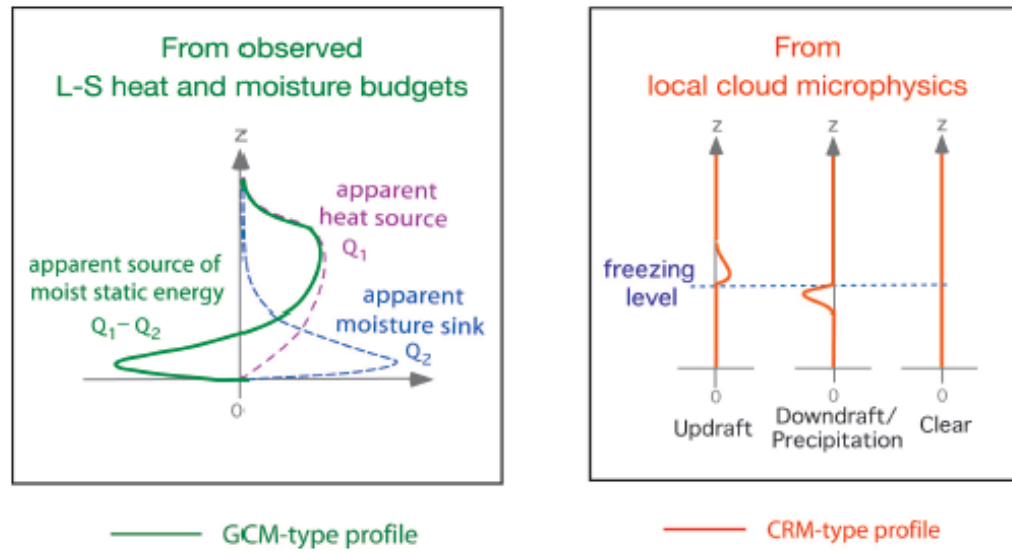 From observed
L-S heat and moisture budgets
z
apparent
heat source
Q1
apparent source of
moist static energy
Q1 – Q2
apparent
moisture sink
Q2
0
GCM-type profile
From
local cloud microphysics
z z z
freezing
level
0 0 0
Updraft
Downdraft/
Precipitation
Clear
CRM-type profile